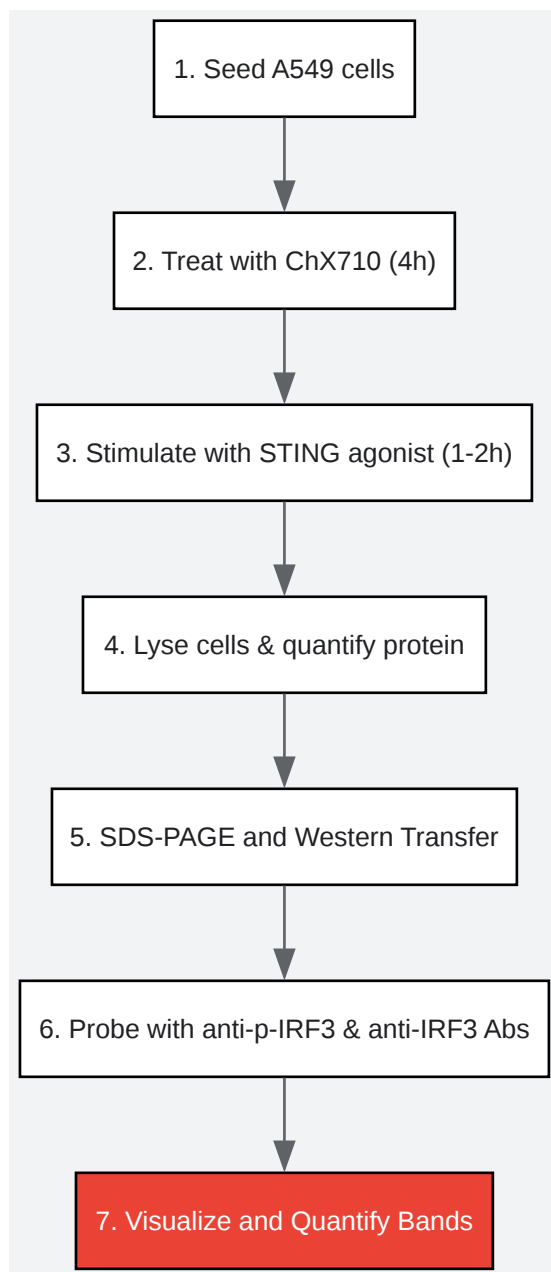 1. Seed A549 cells
2. Treat with ChX710 (4h)
3. Stimulate with STING agonist (1-2h)
4. Lyse cells & quantify protein
5. SDS-PAGE and Western Transfer
6. Probe with anti-p-IRF3 & anti-IRF3 Abs
7. Visualize and Quantify Bands